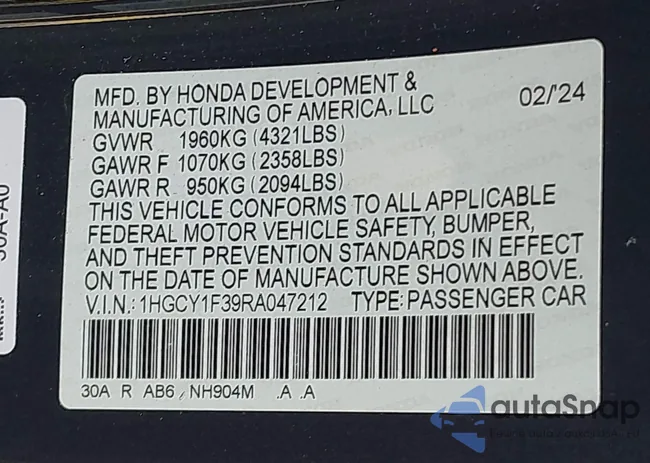 MFD. BY HONDA DEVELOPMENT &
MANUFACTURING OF AMERICA, LLC 02/'24
GVWR 1960KG (4321LBS)
GAWR F 1070KG (2358LBS)
GAWR R 950KG (2094LBS)
THIS VEHICLE CONFORMS TO ALL APPLICABLE
FEDERAL MOTOR VEHICLE SAFETY, BUMPER,
AND THEFT PREVENTION STANDARDS IN EFFECT
ON THE DATE OF MANUFACTURE SHOWN ABOVE.
V.I.N.: 1HGCY1F39RA047212 TYPE: PASSENGER CAR
30A R AB6 NH904M .A .A
30A-A0
autoSnap